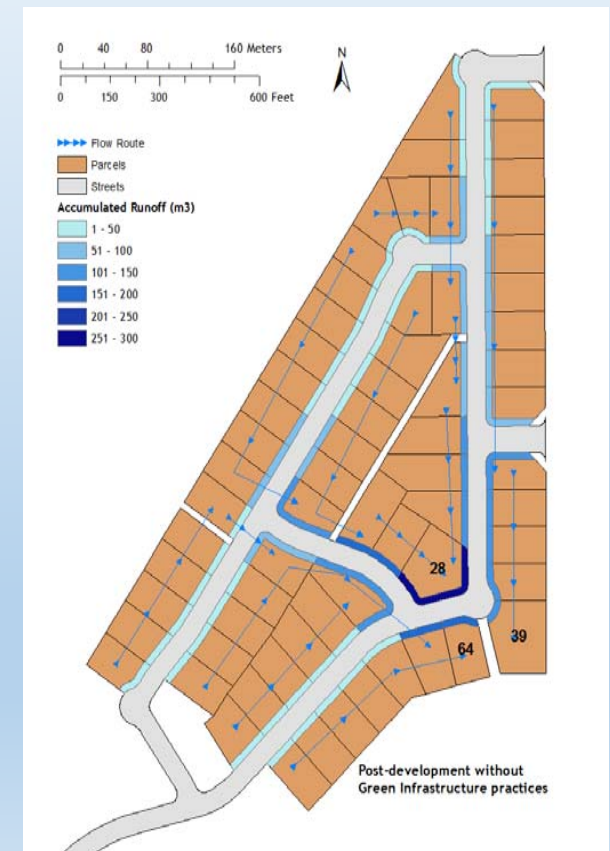 0 40 80 160 Meters
N
0 150 300 600 Feet
Flow Route
Parcels
Streets
Accumulated Runoff (m3)
1 - 50
51 - 100
101 - 150
151 - 200
201 - 250
251 - 300
28
64
39
Post-development without
Green Infrastructure practices